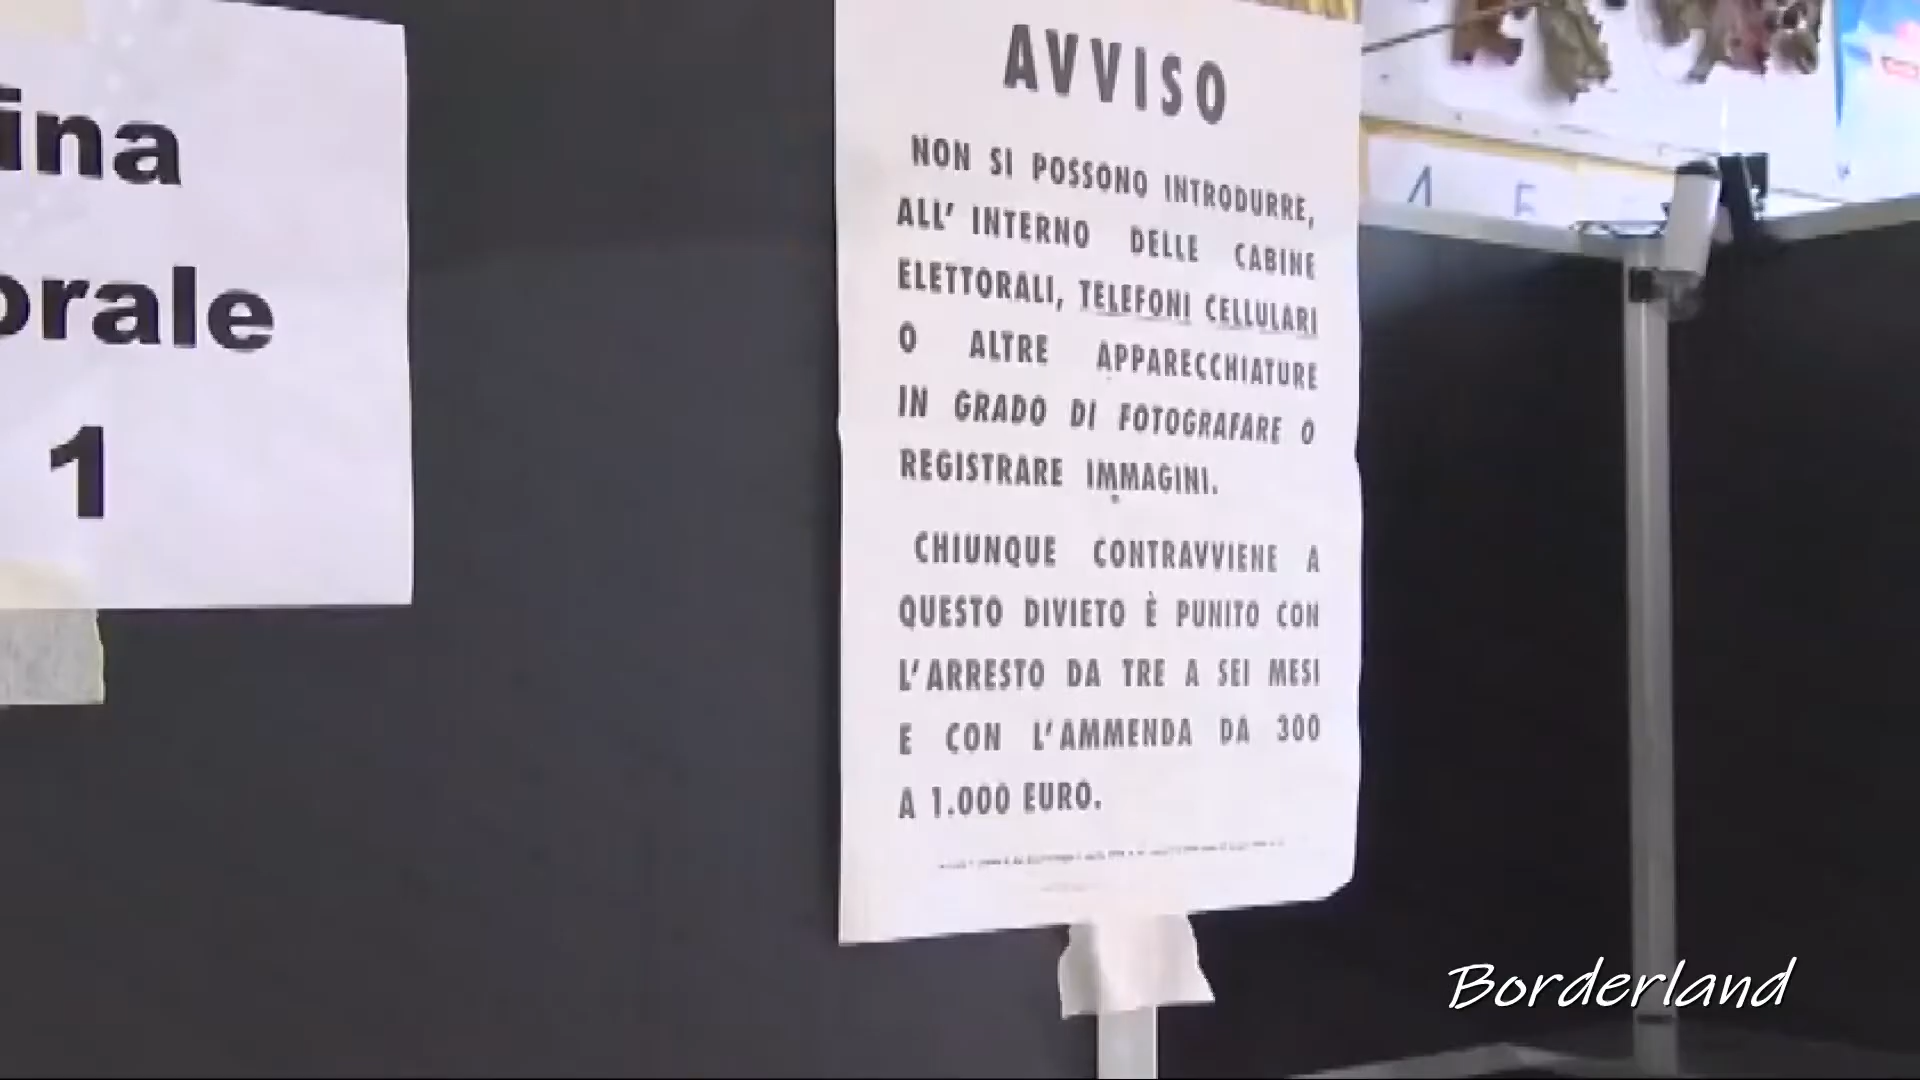 ina
orale
1
AVVISO
NON SI POSSONO INTRODURRE,
ALL' INTERNO DELLE CABINE
ELETTORALI, TELEFONI CELLULARI
O ALTRE APPARECCHIATURE
IN GRADO DI FOTOGRAFARE O
REGISTRARE IMMAGINI.
CHIUNQUE CONTRAVVIENE A
QUESTO DIVIETO È PUNITO CON
L'ARRESTO DA TRE A SEI MESI
E CON L'AMMENDA DA 300
A 1.000 EURO.
Borderland